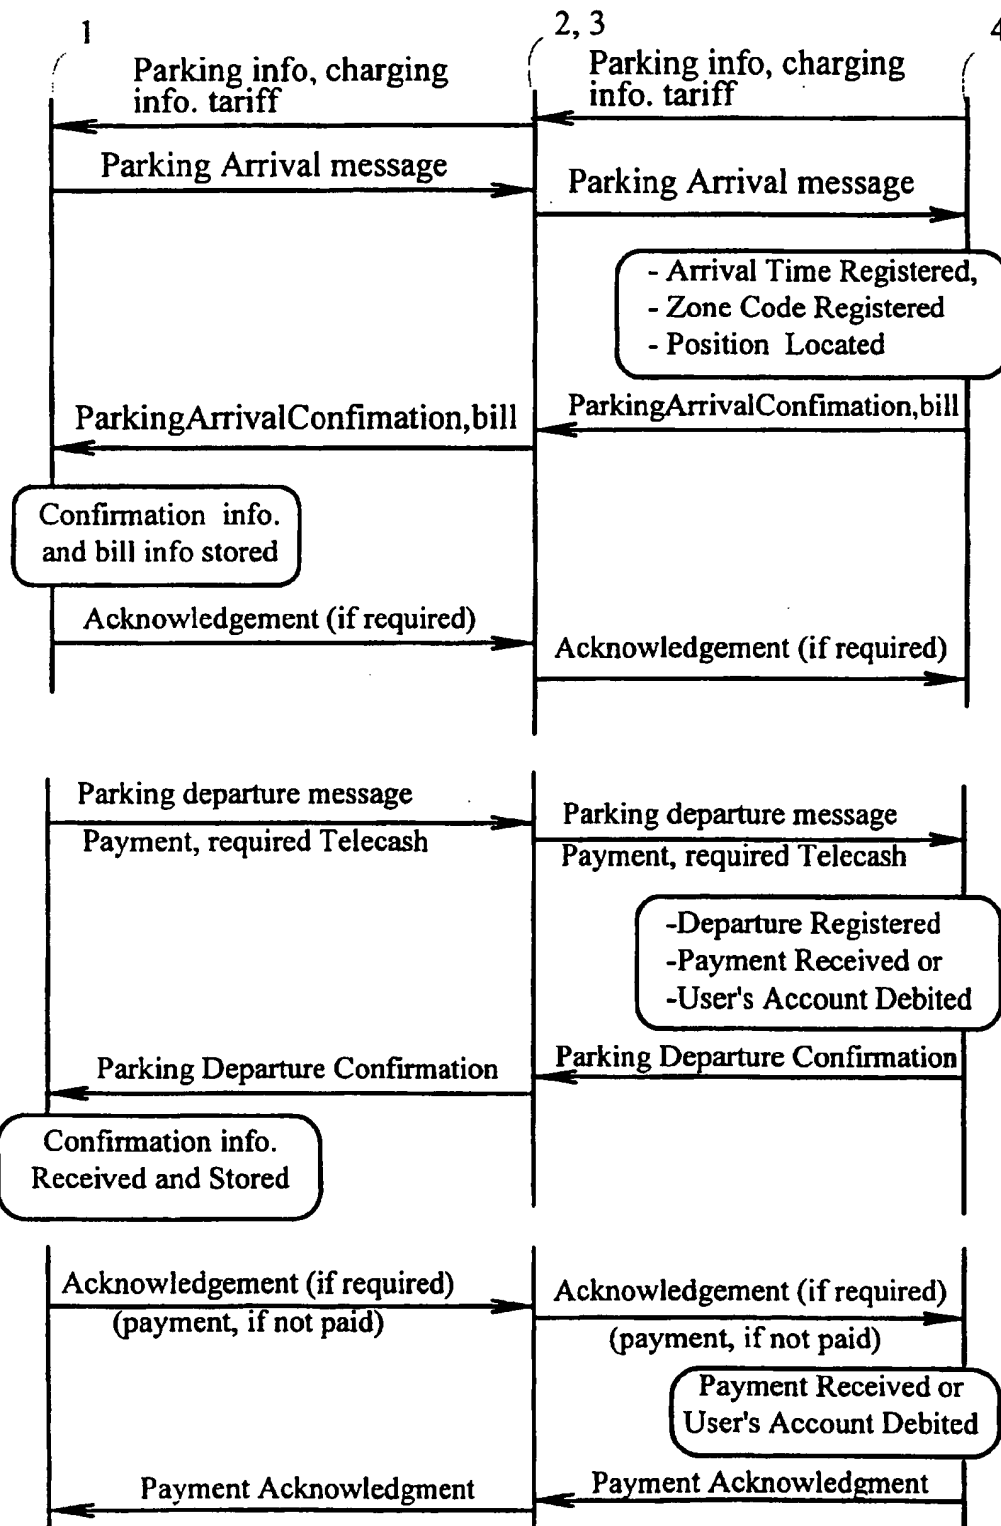 1
2, 3
4
Parking info, charging
info. tariff
Parking info, charging
info. tariff
Parking Arrival message
Parking Arrival message
- Arrival Time Registered,
- Zone Code Registered
- Position Located
ParkingArrivalConfimation,bill
ParkingArrivalConfimation,bill
Confirmation info.
and bill info stored
Acknowledgement (if required)
Acknowledgement (if required)
Parking departure message
Payment, required Telecash
Parking departure message
Payment, required Telecash
-Departure Registered
-Payment Received or
-User's Account Debited
Parking Departure Confirmation
Parking Departure Confirmation
Confirmation info.
Received and Stored
Acknowledgement (if required)
(payment, if not paid)
Acknowledgement (if required)
(payment, if not paid)
Payment Received or
User's Account Debited
Payment Acknowledgment
Payment Acknowledgment